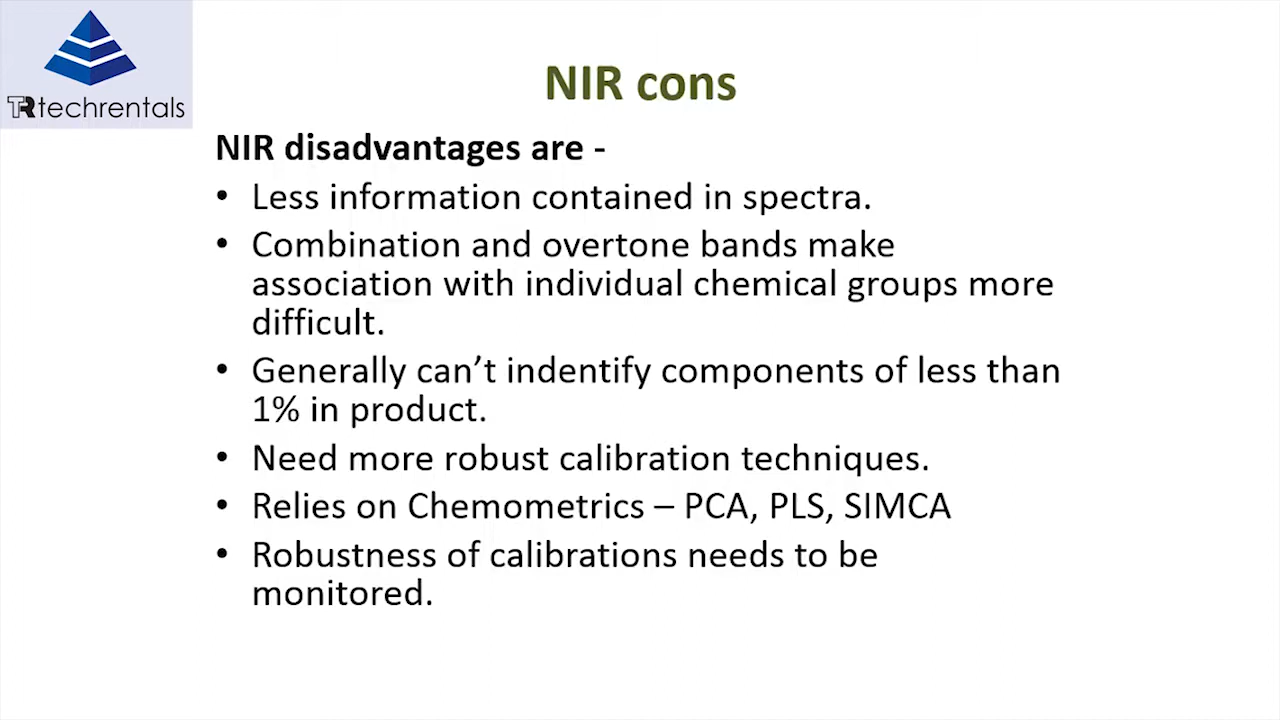 TR techrentals
NIR cons
NIR disadvantages are -
• Less information contained in spectra.
• Combination and overtone bands make
association with individual chemical groups more
difficult.
• Generally can’t indentify components of less than
1% in product.
• Need more robust calibration techniques.
• Relies on Chemometrics – PCA, PLS, SIMCA
• Robustness of calibrations needs to be
monitored.